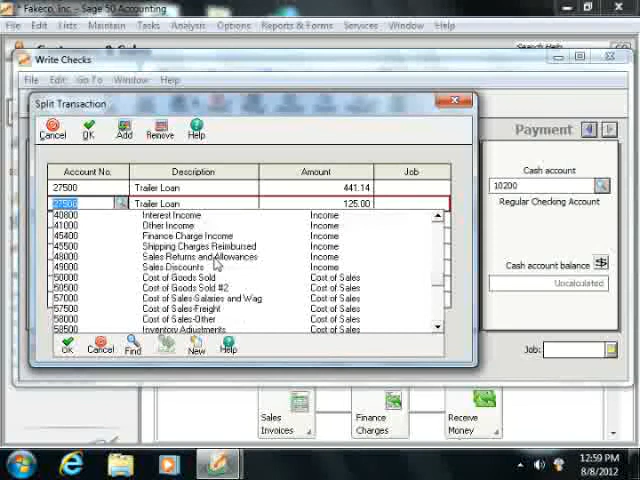 * Fakeco, Inc. - Sage 50 Accounting
File Edit Lists Maintain Tasks Analysis Options Reports & Forms Services Window Help
Search Help
Write Checks
File Edit Go To Window Help
Split Transaction
Cancel OK Add Remove Help
Account No. Description Amount Job
27500 Trailer Loan 441.14
27500 Trailer Loan 125.00
40800 Interest Income Income
41000 Other Income Income
45400 Finance Charge Income Income
45500 Shipping Charges Reimbursed Income
48000 Sales Returns and Allowances Income
49000 Sales Discounts Income
50000 Cost of Goods Sold Cost of Sales
50500 Cost of Goods Sold #2 Cost of Sales
57000 Cost of Sales-Salaries and Wag Cost of Sales
57500 Cost of Sales-Freight Cost of Sales
58000 Cost of Sales-Other Cost of Sales
58500 Inventory Adjustments Cost of Sales
OK Cancel Find New Help
Payment
Cash account
10200
Regular Checking Account
Cash account balance
Uncalculated
Job:
Sales Invoices
Finance Charges
Receive Money
12:59 PM
8/8/2012